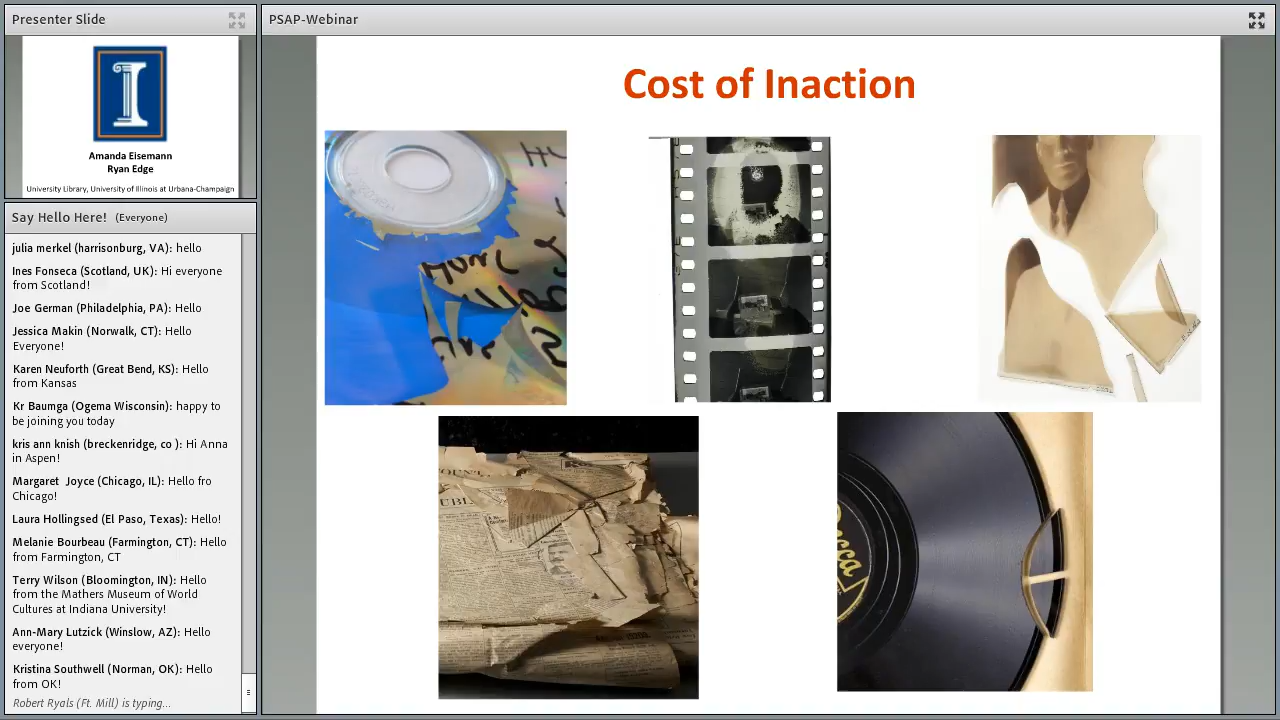 Presenter Slide
I
Amanda Eisemann
Ryan Edge
University Library, University of Illinois at Urbana-Champaign
Say Hello Here! (Everyone)
julia merkel (harrisonburg, VA): hello
Ines Fonseca (Scotland, UK): Hi everyone
from Scotland!
Joe German (Philadelphia, PA): Hello
Jessica Makin (Norwalk, CT): Hello
Everyone!
Karen Neuforth (Great Bend, KS): Hello
from Kansas
Kr Baumga (Ogema Wisconsin): happy to
be joining you today
kris ann knish (breckenridge, co ): Hi Anna
in Aspen!
Margaret  Joyce (Chicago, IL): Hello fro
Chicago!
Laura Hollingsed (El Paso, Texas): Hello!
Melanie Bourbeau (Farmington, CT): Hello
from Farmington, CT
Terry Wilson (Bloomington, IN): Hello
from the Mathers Museum of World
Cultures at Indiana University!
Ann-Mary Lutzick (Winslow, AZ): Hello
everyone!
Kristina Southwell (Norman, OK): Hello
from OK!
Robert Ryals (Ft. Mill) is typing...
PSAP-Webinar
Cost of Inaction